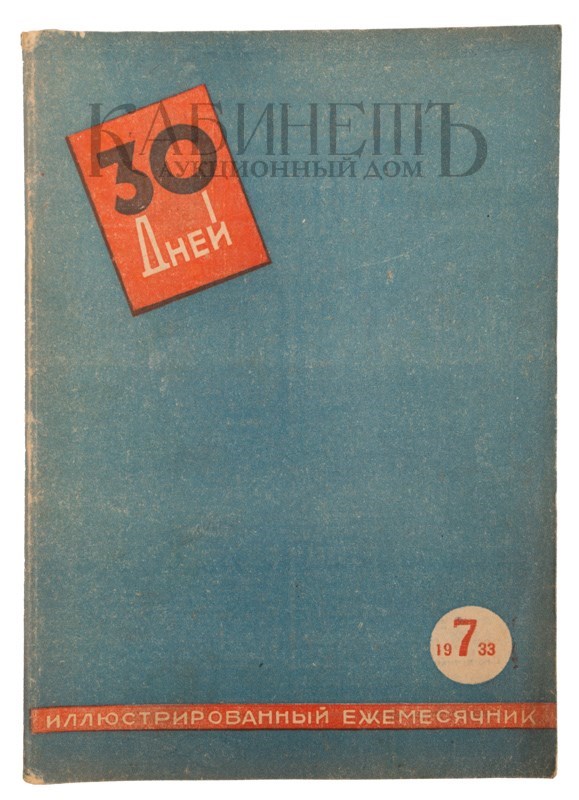 КАБИНЕТЪ
АУКЦИОННЫЙ ДОМ
30
ДНЕЙ
19 7 33
ИЛЛЮСТРИРОВАННЫЙ ЕЖЕМЕСЯЧНИК